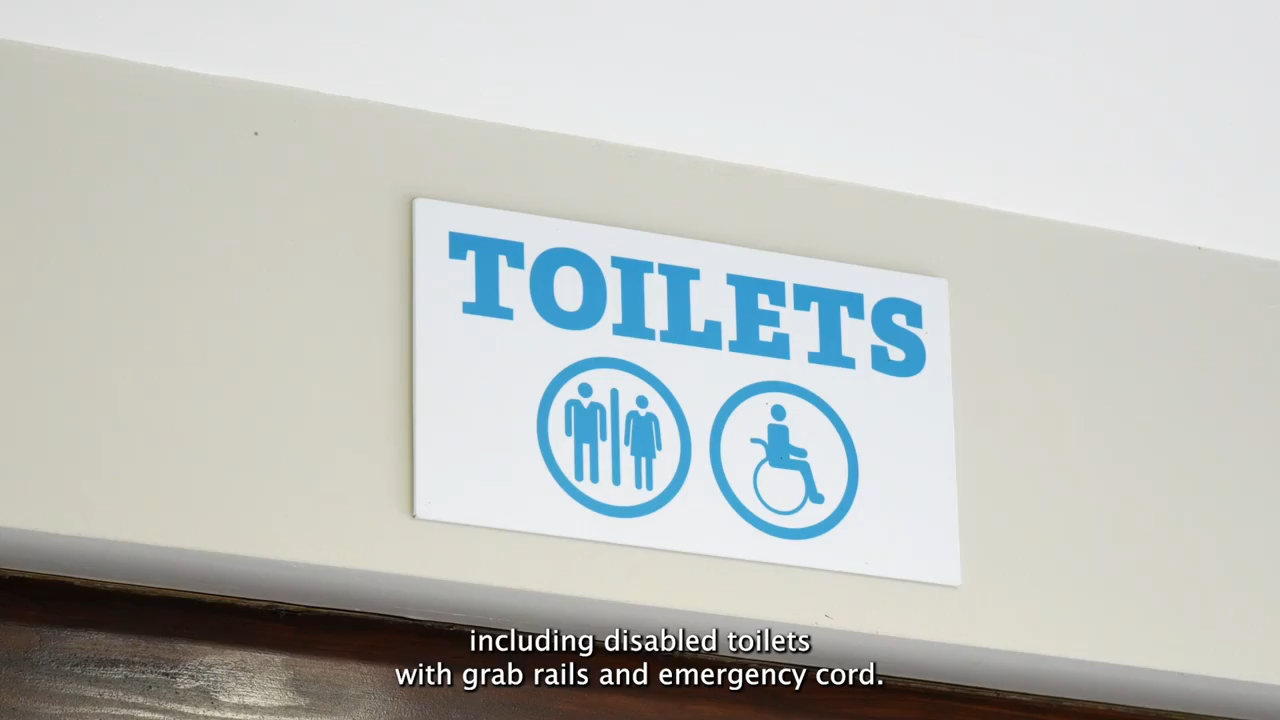 TOILETS
including disabled toilets
with grab rails and emergency cord.